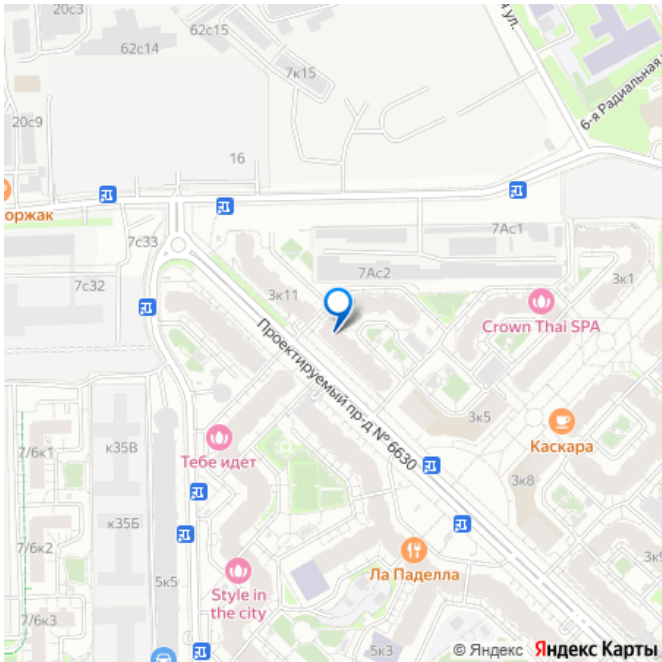 20с3
62с14
62с15
7к15
6-я Радиальная
20с9
16
7Ас1
7с33
оржак
7Ас2
7с32
3к11
3к1
Crown Thai SPA
Проектируемый пр-д № 6630
3к5
Каскара
7/6к1
к35В
Тебе идет
3к8
к35Б
7/6к2
Ла Паделла
3к9
5к5
Style in
the city
7/6к3
5к3
© Яндекс Яндекс Карты